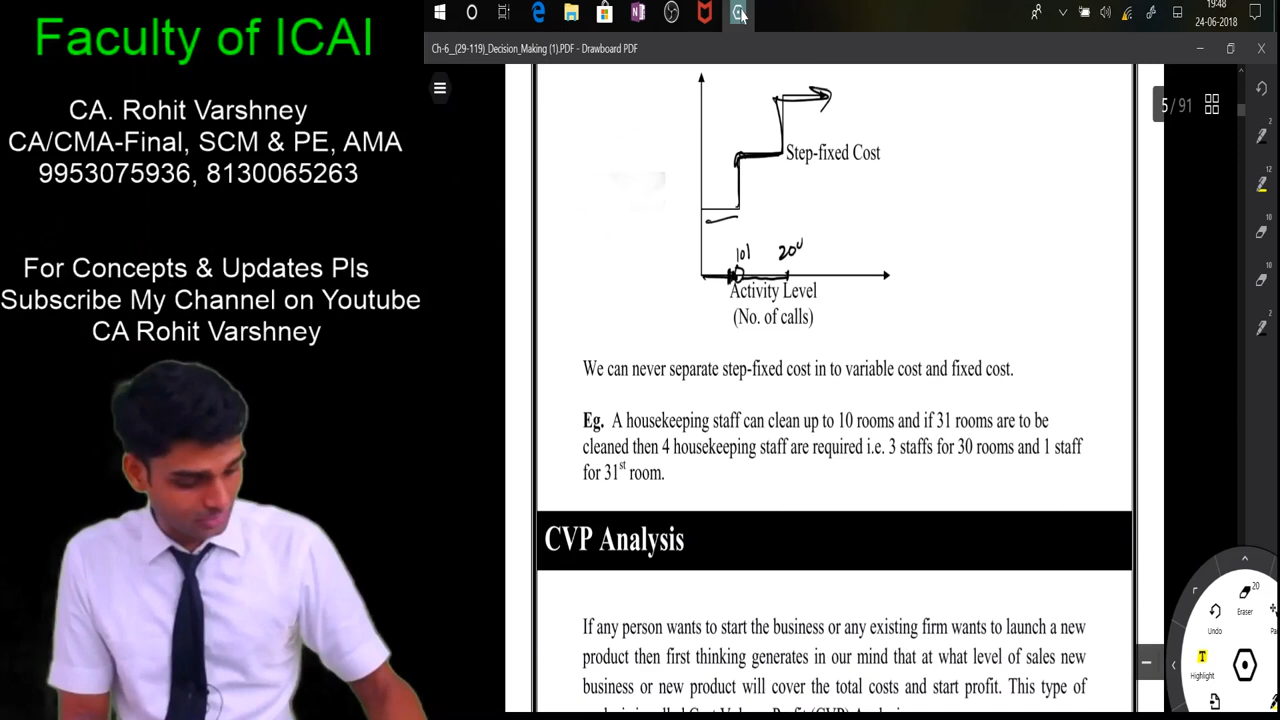 Faculty of ICAI
CA. Rohit Varshney
CA/CMA-Final, SCM & PE, AMA
9953075936, 8130065263
For Concepts & Updates Pls
Subscribe My Channel on Youtube
CA Rohit Varshney
19:48
24-06-2018
Ch-6_(29-119)_Decision_Making (1).PDF - Drawboard PDF
5 / 91
Step-fixed Cost
101 200
Activity Level
(No. of calls)
We can never separate step-fixed cost in to variable cost and fixed cost.
Eg. A housekeeping staff can clean up to 10 rooms and if 31 rooms are to be
cleaned then 4 housekeeping staff are required i.e. 3 staffs for 30 rooms and 1 staff
for 31st room.
CVP Analysis
If any person wants to start the business or any existing firm wants to launch a new
product then first thinking generates in our mind that at what level of sales new
business or new product will cover the total costs and start profit. This type of
20
Eraser
Undo
Highlight